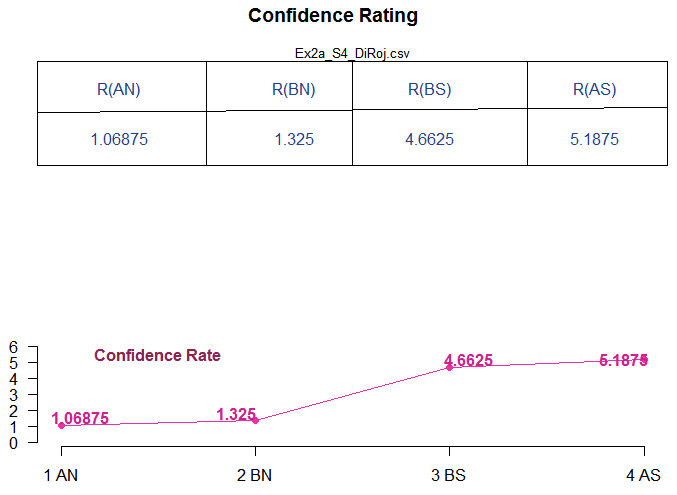 Confidence Rating
Ex2a_S4_DiRoj.csv
R(AN) R(BN) R(BS) R(AS)
1.06875 1.325 4.6625 5.1875
Confidence Rate
6
5
4
3
2
1
0
1.06875 1.325 4.6625 5.1875
1 AN 2 BN 3 BS 4 AS